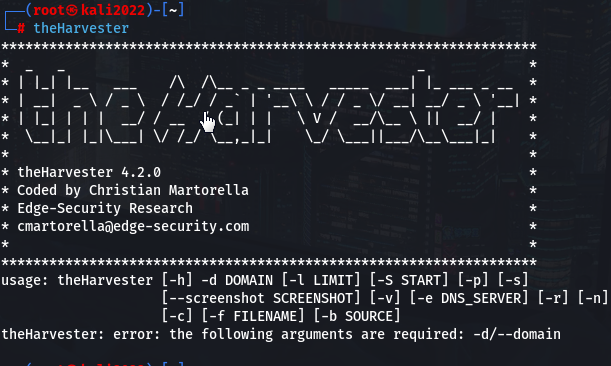 (root㉿kali2022)-[~]
# theHarvester
*******************************************************************
* theHarvester *
* theHarvester 4.2.0 *
* Coded by Christian Martorella *
* Edge-Security Research *
* cmartorella@edge-security.com *
* *
*******************************************************************
usage: theHarvester [-h] -d DOMAIN [-l LIMIT] [-S START] [-p] [-s]
[--screenshot SCREENSHOT] [-v] [-e DNS_SERVER] [-r] [-n]
[-c] [-f FILENAME] [-b SOURCE]
theHarvester: error: the following arguments are required: -d/--domain